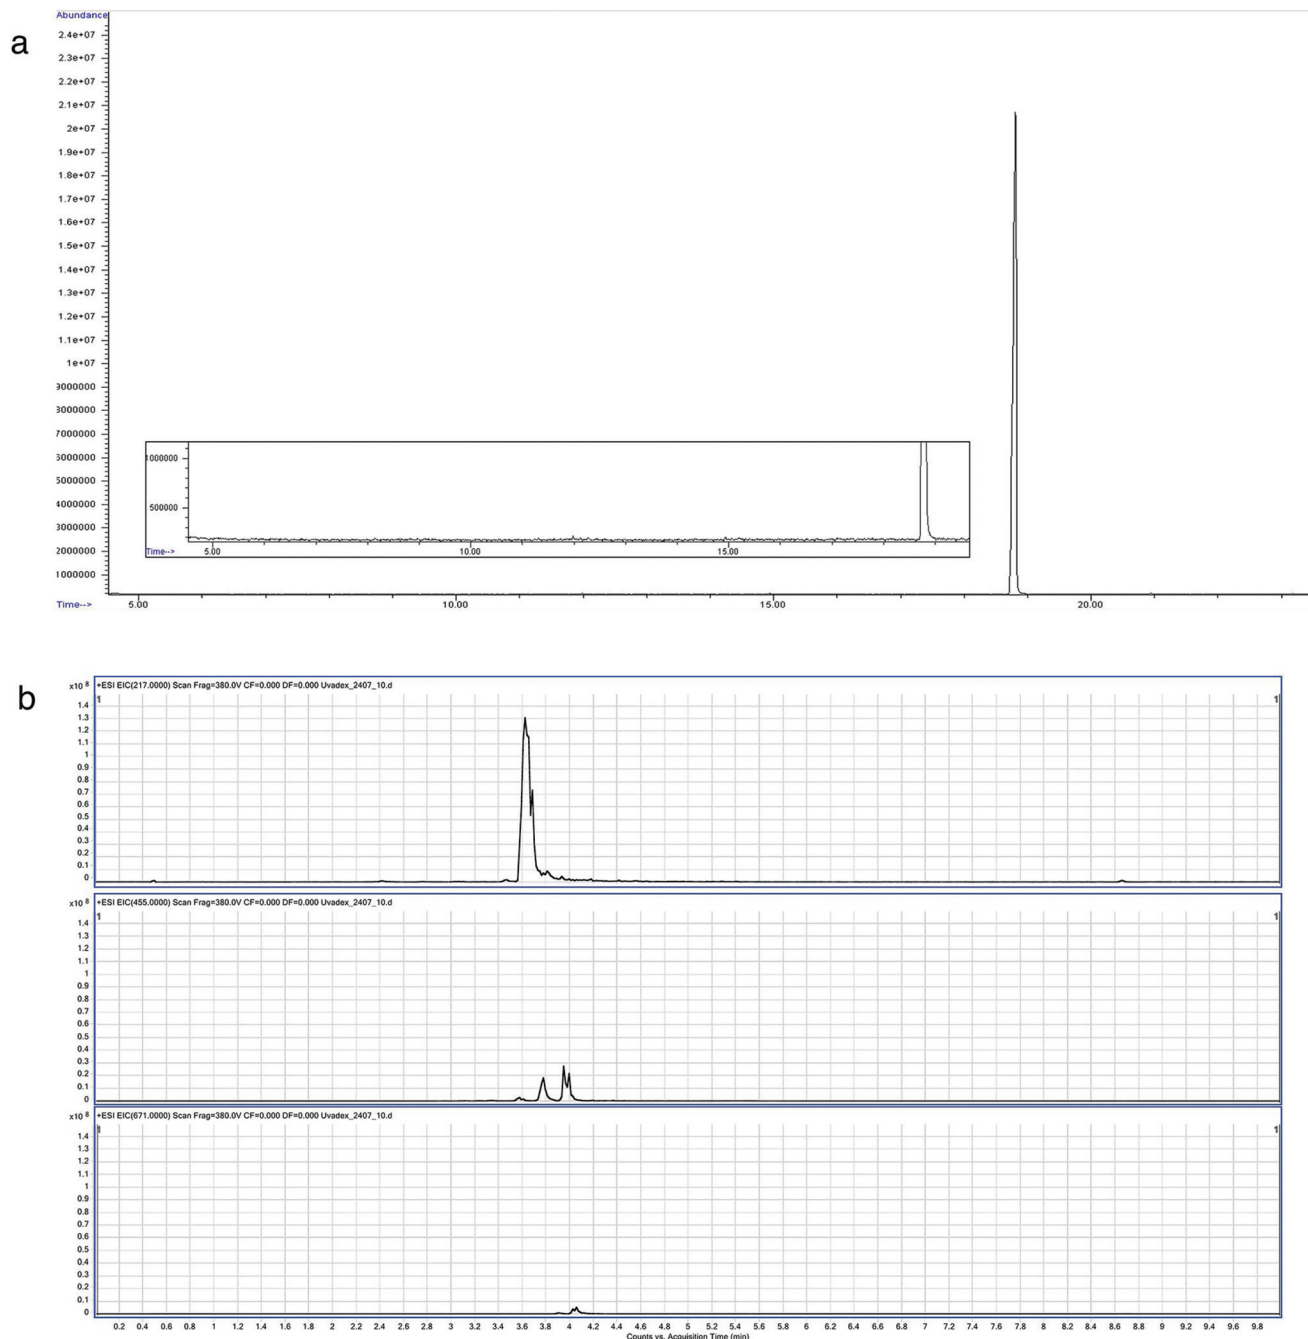 a
Abundance
2.4e+07
2.3e+07
2.2e+07
2.1e+07
2e+07
1.9e+07
1.8e+07
1.7e+07
1.6e+07
1.5e+07
1.4e+07
1.3e+07
1.2e+07
1.1e+07
1e+07
9000000
8000000
7000000
6000000
5000000
4000000
3000000
2000000
1000000
1000000
500000
Time-->
5.00 10.00 15.00
Time-->
5.00 10.00 15.00 20.00
b
x10 8 +ESI EIC(217.0000) Scan Frag=380.0V CF=0.000 DF=0.000 Uvadex_2407_10.d
1 1
1.4
1.3
1.2
1.1
1
0.9
0.8
0.7
0.6
0.5
0.4
0.3
0.2
0.1
0
x10 8 +ESI EIC(455.0000) Scan Frag=380.0V CF=0.000 DF=0.000 Uvadex_2407_10.d
1 1
1.4
1.3
1.2
1.1
1
0.9
0.8
0.7
0.6
0.5
0.4
0.3
0.2
0.1
0
x10 8 +ESI EIC(671.0000) Scan Frag=380.0V CF=0.000 DF=0.000 Uvadex_2407_10.d
1 1
1.4
1.3
1.2
1.1
1
0.9
0.8
0.7
0.6
0.5
0.4
0.3
0.2
0.1
0
0.2 0.4 0.6 0.8 1 1.2 1.4 1.6 1.8 2 2.2 2.4 2.6 2.8 3 3.2 3.4 3.6 3.8 4 4.2 4.4 4.6 4.8 5 5.2 5.4 5.6 5.8 6 6.2 6.4 6.6 6.8 7 7.2 7.4 7.6 7.8 8 8.2 8.4 8.6 8.8 9 9.2 9.4 9.6 9.8
Counts vs. Acquisition Time (min)